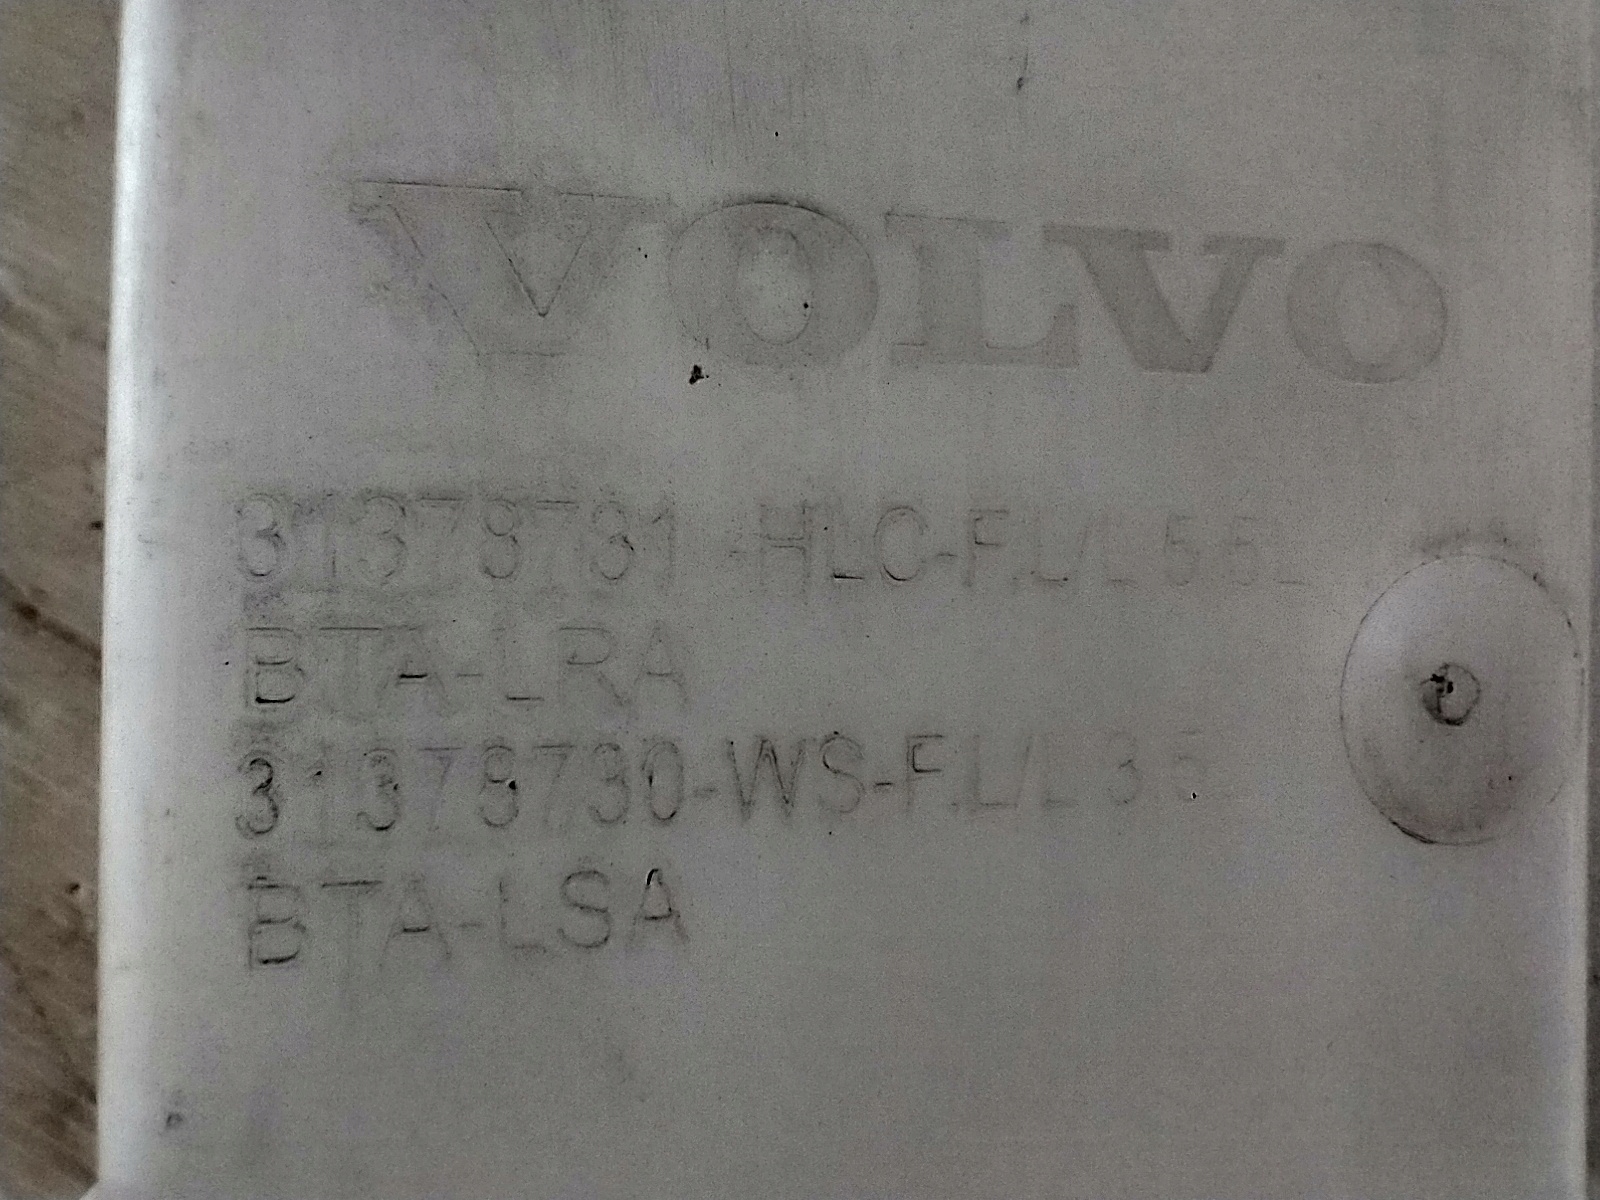 VOLVO
31378731-HLC-F.L/L 5.5L
BTA-LRA
31378730-WS-F.L/L 3.5
BTA-LSA